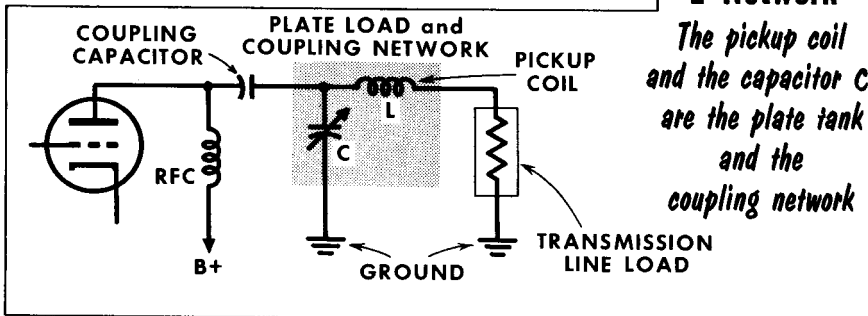 PLATE LOAD and
COUPLING NETWORK
COUPLING
CAPACITOR
PICKUP
COIL
L
C
RFC
B+
GROUND
TRANSMISSION
LINE LOAD
The pickup coil
and the capacitor C
are the plate tank
and the
coupling network